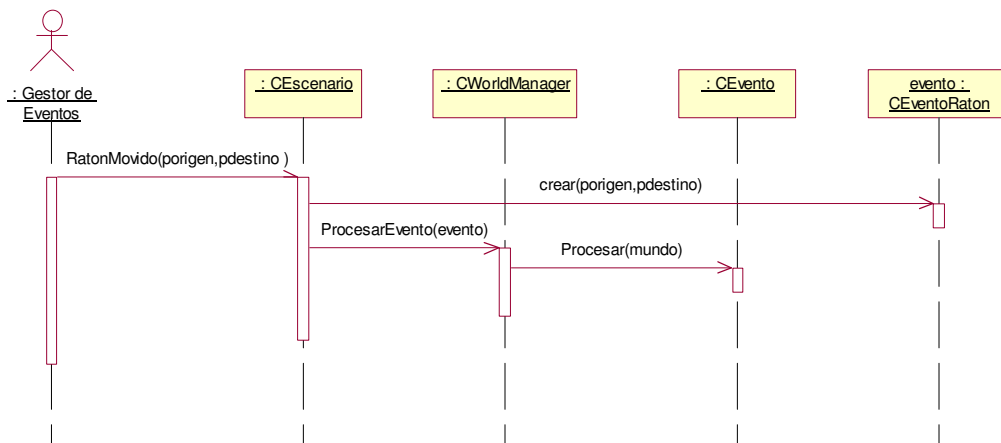 : Gestor de
Eventos
: CEscenario
: CWorldManager
: CEvento
evento :
CEventoRaton
RatonMovido(porigen,pdestino )
crear(porigen,pdestino)
ProcesarEvento(evento)
Procesar(mundo)